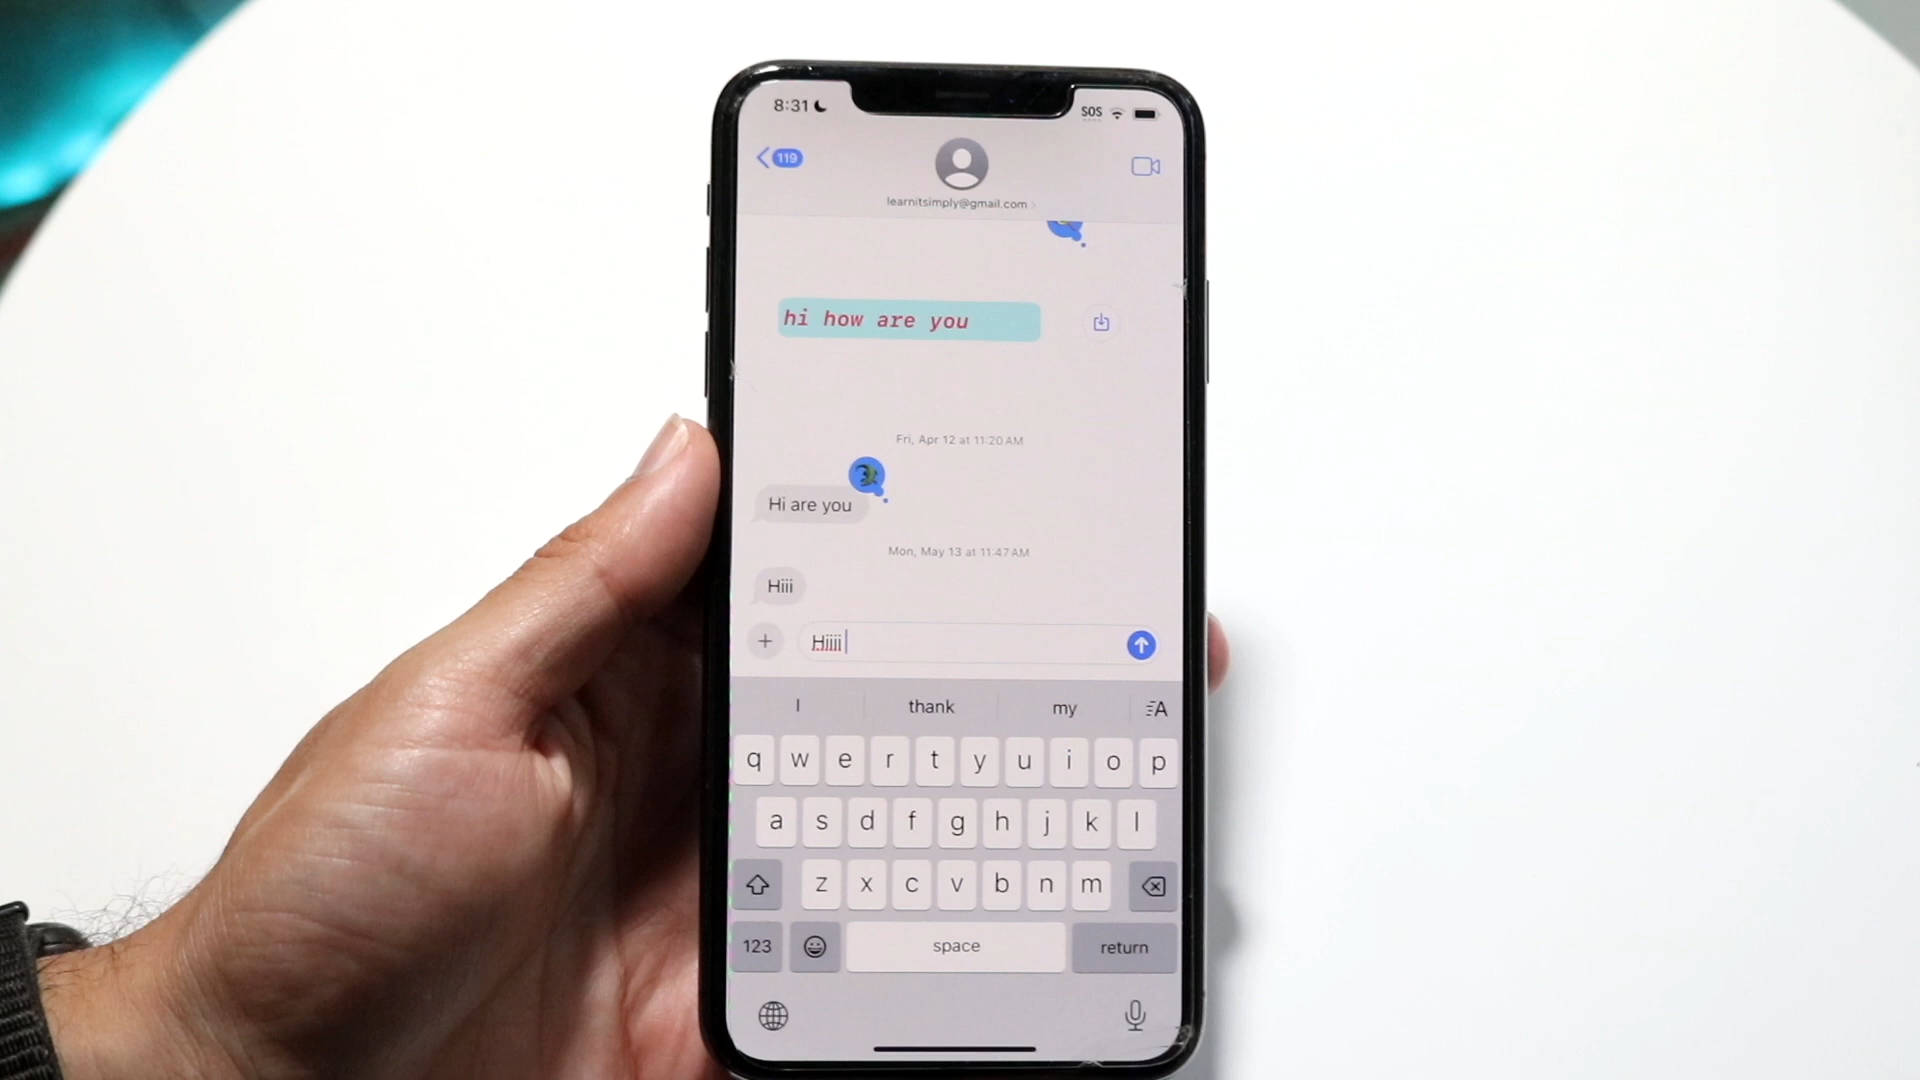 8:31
SOS
119
learnitsimply@gmail.com
hi how are you
Fri, Apr 12 at 11:20 AM
Hi are you
Mon, May 13 at 11:47 AM
Hiii
Hiiii
I thank my A
q w e r t y u i o p
a s d f g h j k l
z x c v b n m
123 space return